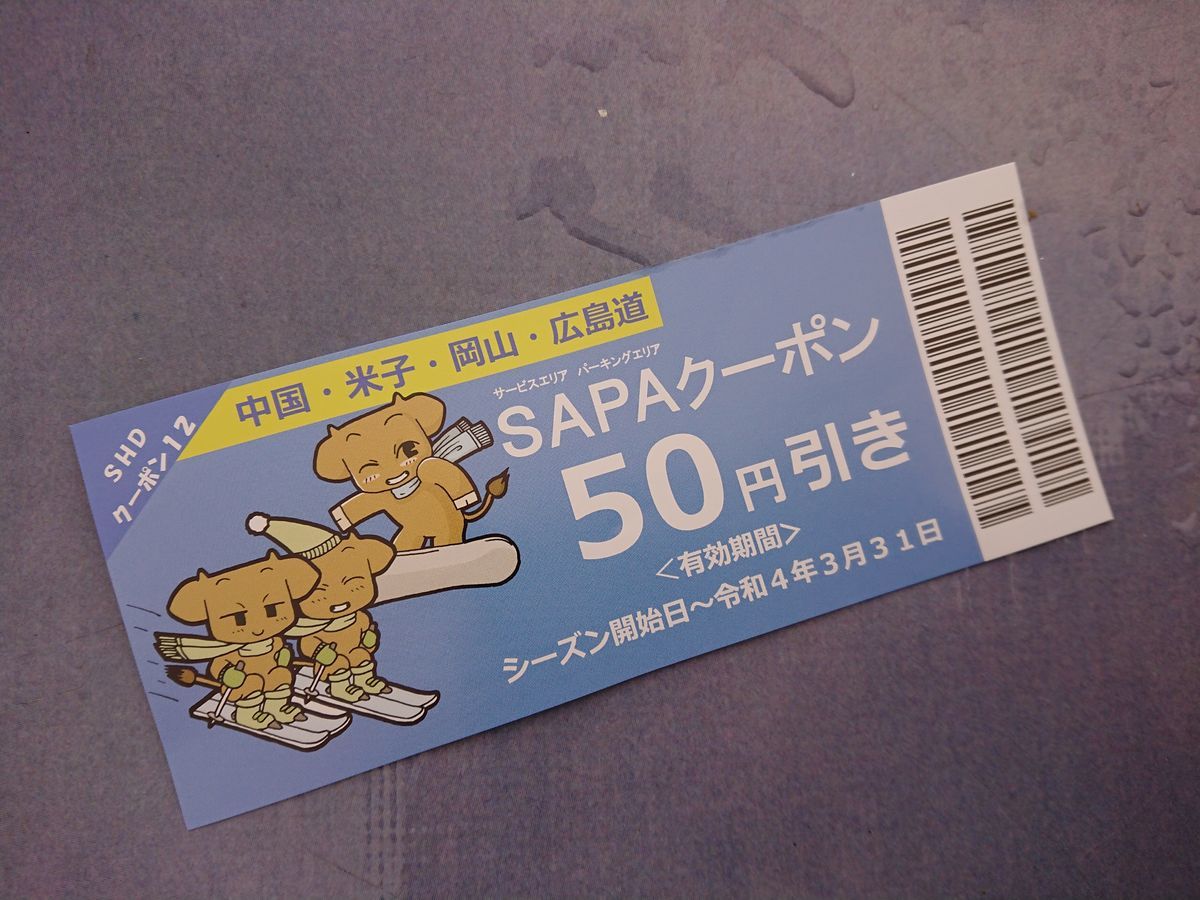 SHD
クーポン12
中国・米子・岡山・広島道
サービスエリア パーキングエリア
SAPAクーポン
50円引き
<有効期間>
シーズン開始日～令和４年３月３１日